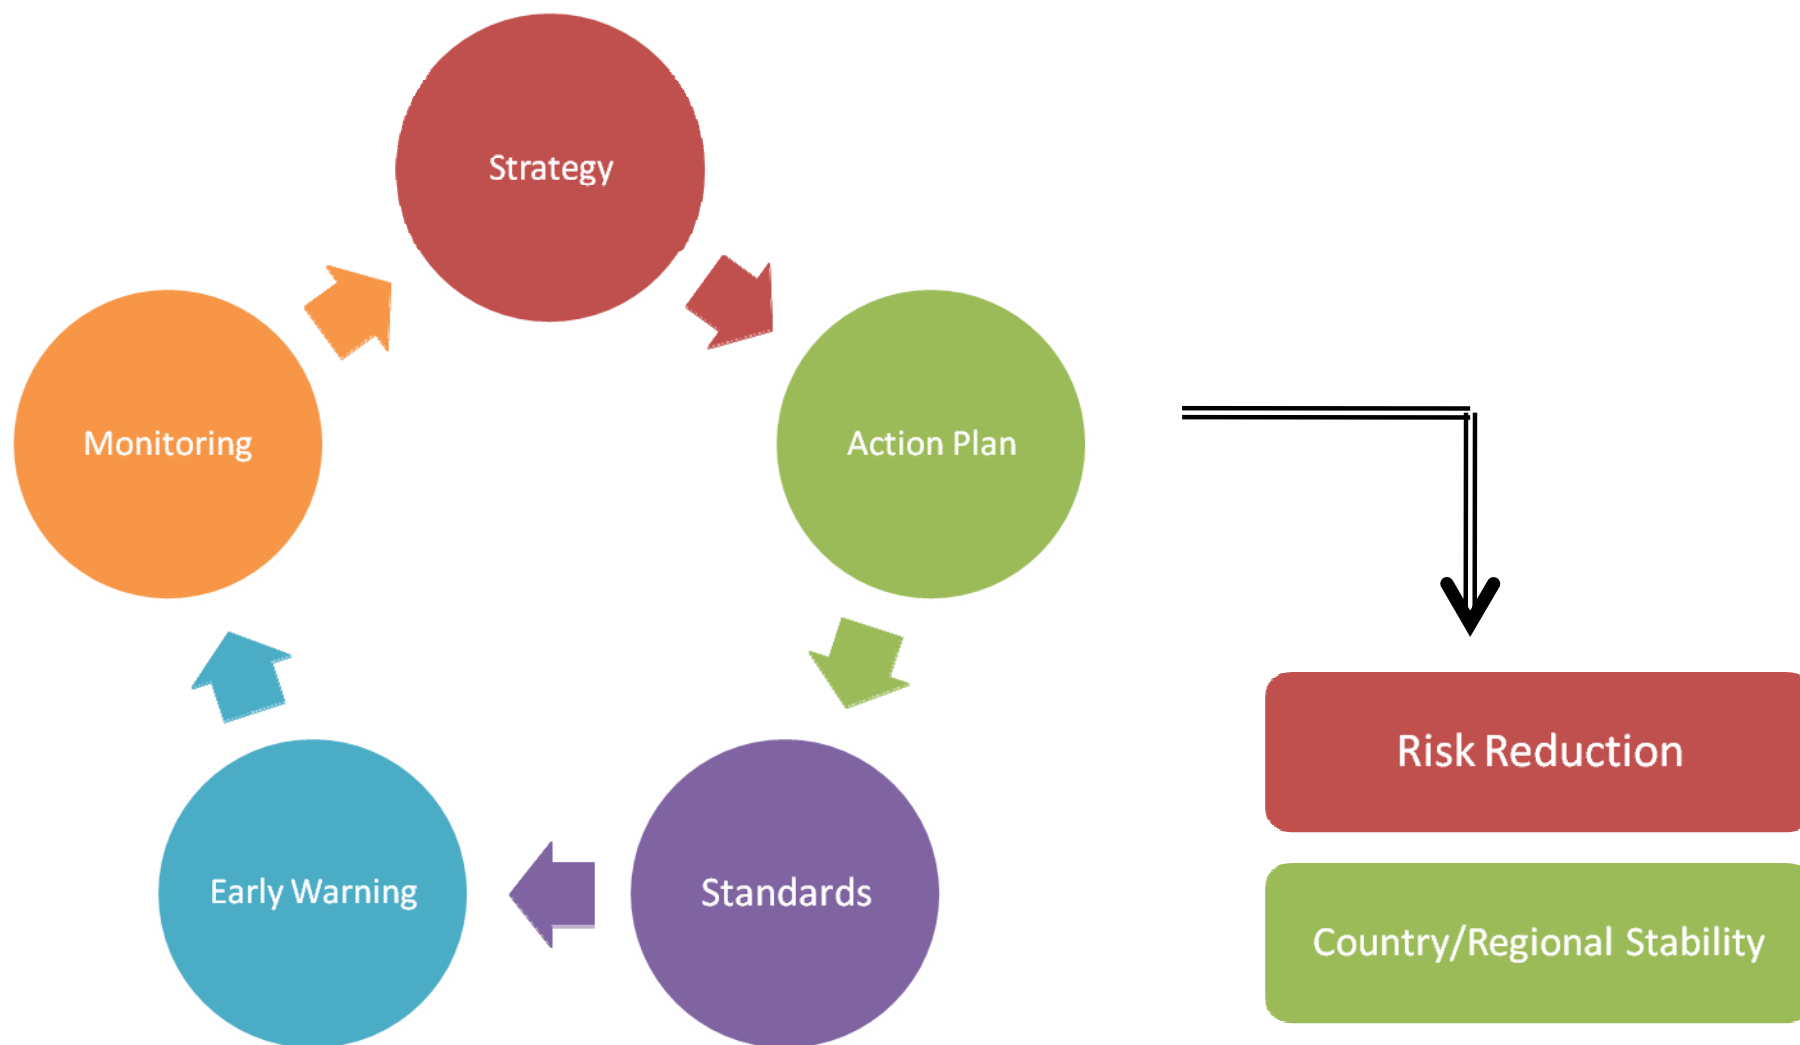 Strategy
Action Plan
Standards
Early Warning
Monitoring
Risk Reduction
Country/Regional Stability